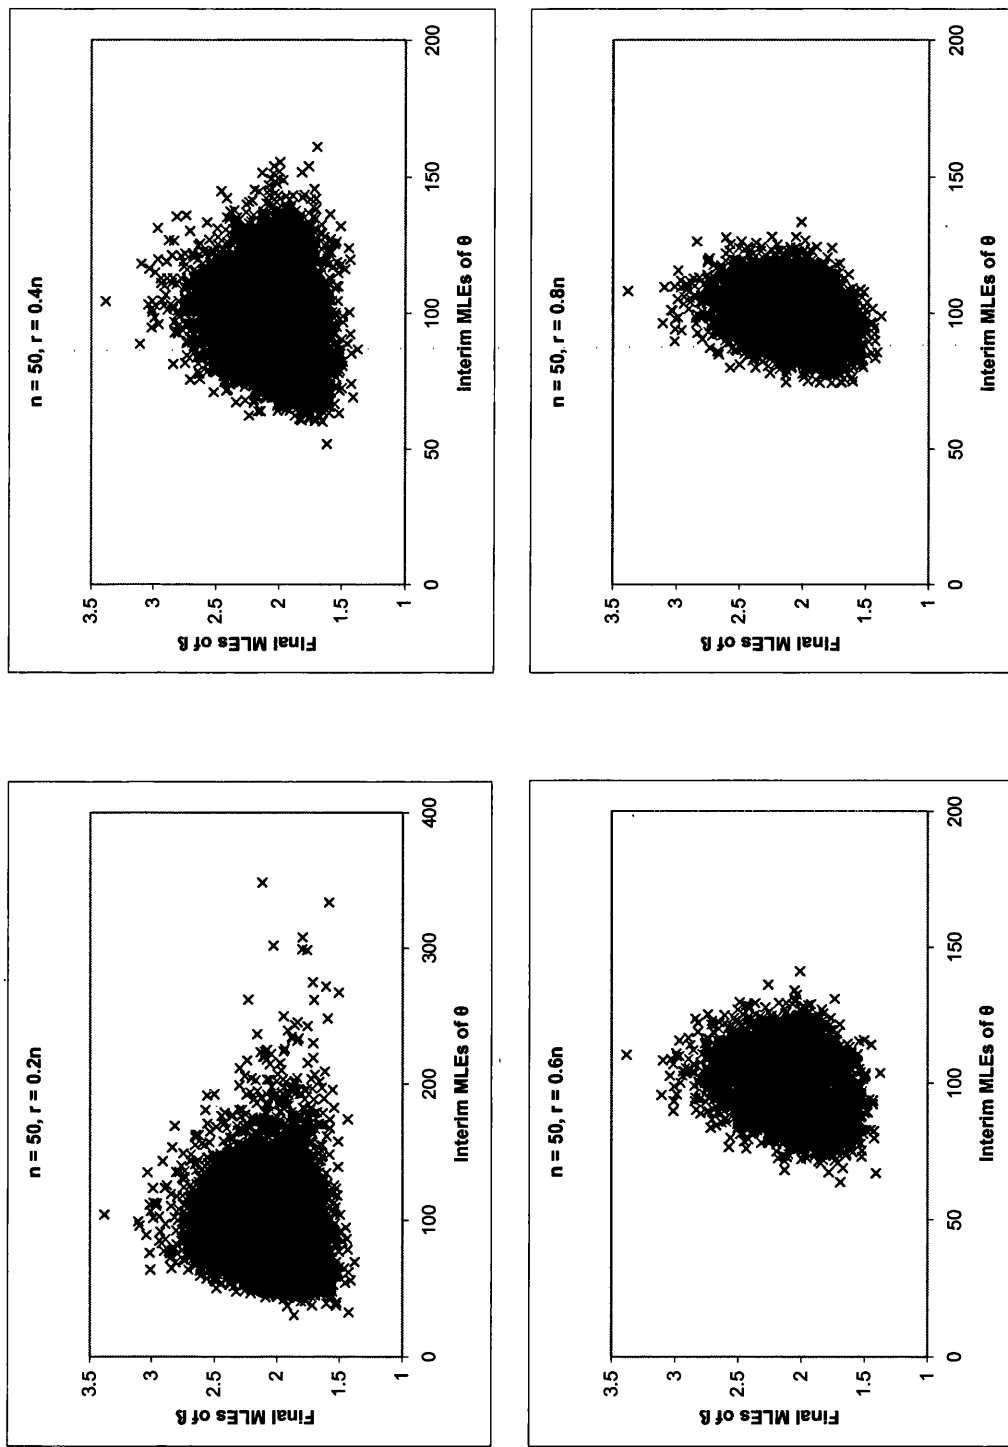 n = 50, r = 0.2n
Final MLEs of ß
3.5
3
2.5
2
1.5
1
0 100 200 300 400
Interim MLEs of θ
n = 50, r = 0.4n
Final MLEs of ß
3.5
3
2.5
2
1.5
1
0 50 100 150 200
Interim MLEs of θ
n = 50, r = 0.6n
Final MLEs of ß
3.5
3
2.5
2
1.5
1
0 50 100 150 200
Interim MLEs of θ
n = 50, r = 0.8n
Final MLEs of ß
3.5
3
2.5
2
1.5
1
0 50 100 150 200
Interim MLEs of θ